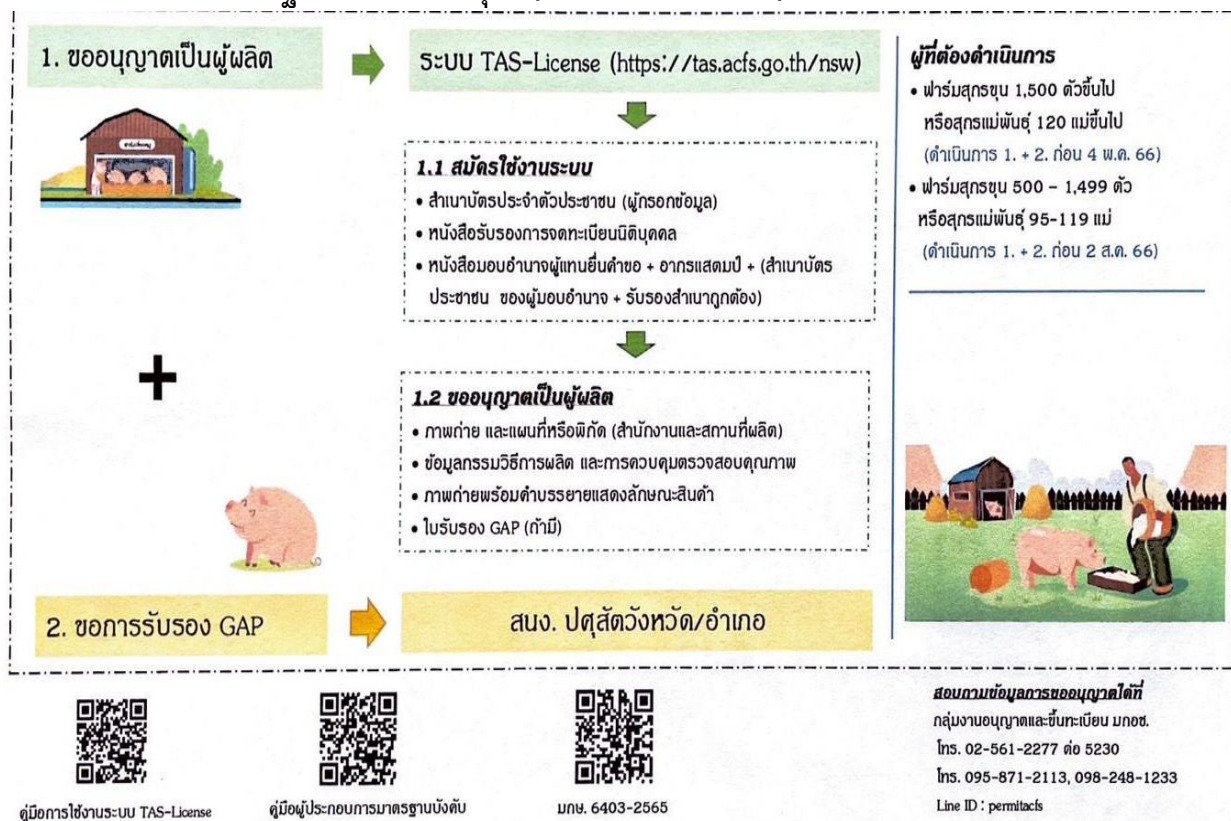 1. ขออนุญาตเป็นผู้ผลิต
ระบบ TAS-License (https://tas.acfs.go.th/nsw)
1.1 สมัครใช้งานระบบ
• สำเนาบัตรประจำตัวประชาชน (ผู้กรอกข้อมูล)
• หนังสือรับรองการจดทะเบียนนิติบุคคล
• หนังสือมอบอำนาจผู้แทนยื่นคำขอ + อากรแสตมป์ + (สำเนาบัตร
ประชาชน ของผู้มอบอำนาจ + รับรองสำเนาถูกต้อง)
+
1.2 ขออนุญาตเป็นผู้ผลิต
• ภาพถ่าย และแผนที่หรือพิกัด (สำนักงานและสถานที่ผลิต)
• ข้อมูลกรรมวิธีการผลิต และการควบคุมตรวจสอบคุณภาพ
• ภาพถ่ายพร้อมคำบรรยายแสดงลักษณะสินค้า
• ใบรับรอง GAP (ถ้ามี)
2. ขอการรับรอง GAP
สนง. ปศุสัตวังหวัด/อำเภอ
ผู้ที่ต้องดำเนินการ
• ฟาร์มสุกรขุน 1,500 ตัวขึ้นไป
หรือสุกรแม่พันธุ์ 120 แม่ขึ้นไป
(ดำเนินการ 1. + 2. ก่อน 4 พ.ค. 66)
• ฟาร์มสุกรขุน 500 – 1,499 ตัว
หรือสุกรแม่พันธุ์ 95-119 แม่
(ดำเนินการ 1. + 2. ก่อน 2 ส.ค. 66)
คู่มือการใช้งานระบบ TAS-License
คู่มือผู้ประกอบการมาตรฐานบังคับ
มกษ. 6403-2565
สอบถามข้อมูลการขออนุญาตได้ที่
กลุ่มงานอนุญาตและขึ้นทะเบียน มกอช.
โทร. 02-561-2277 ต่อ 5230
โทร. 095-871-2113, 098-248-1233
Line ID : permitacfs